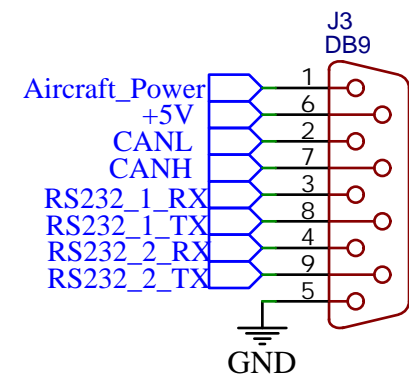 J3
DB9
Aircraft_Power 1
+5V 6
CANL 2
CANH 7
RS232_1_RX 3
RS232_1_TX 8
RS232_2_RX 4
RS232_2_TX 9
5
GND